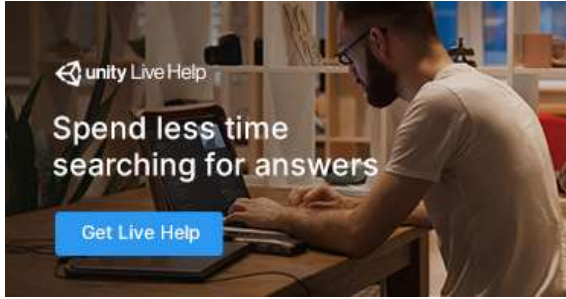 unity Live Help
Spend less time
searching for answers
Get Live Help